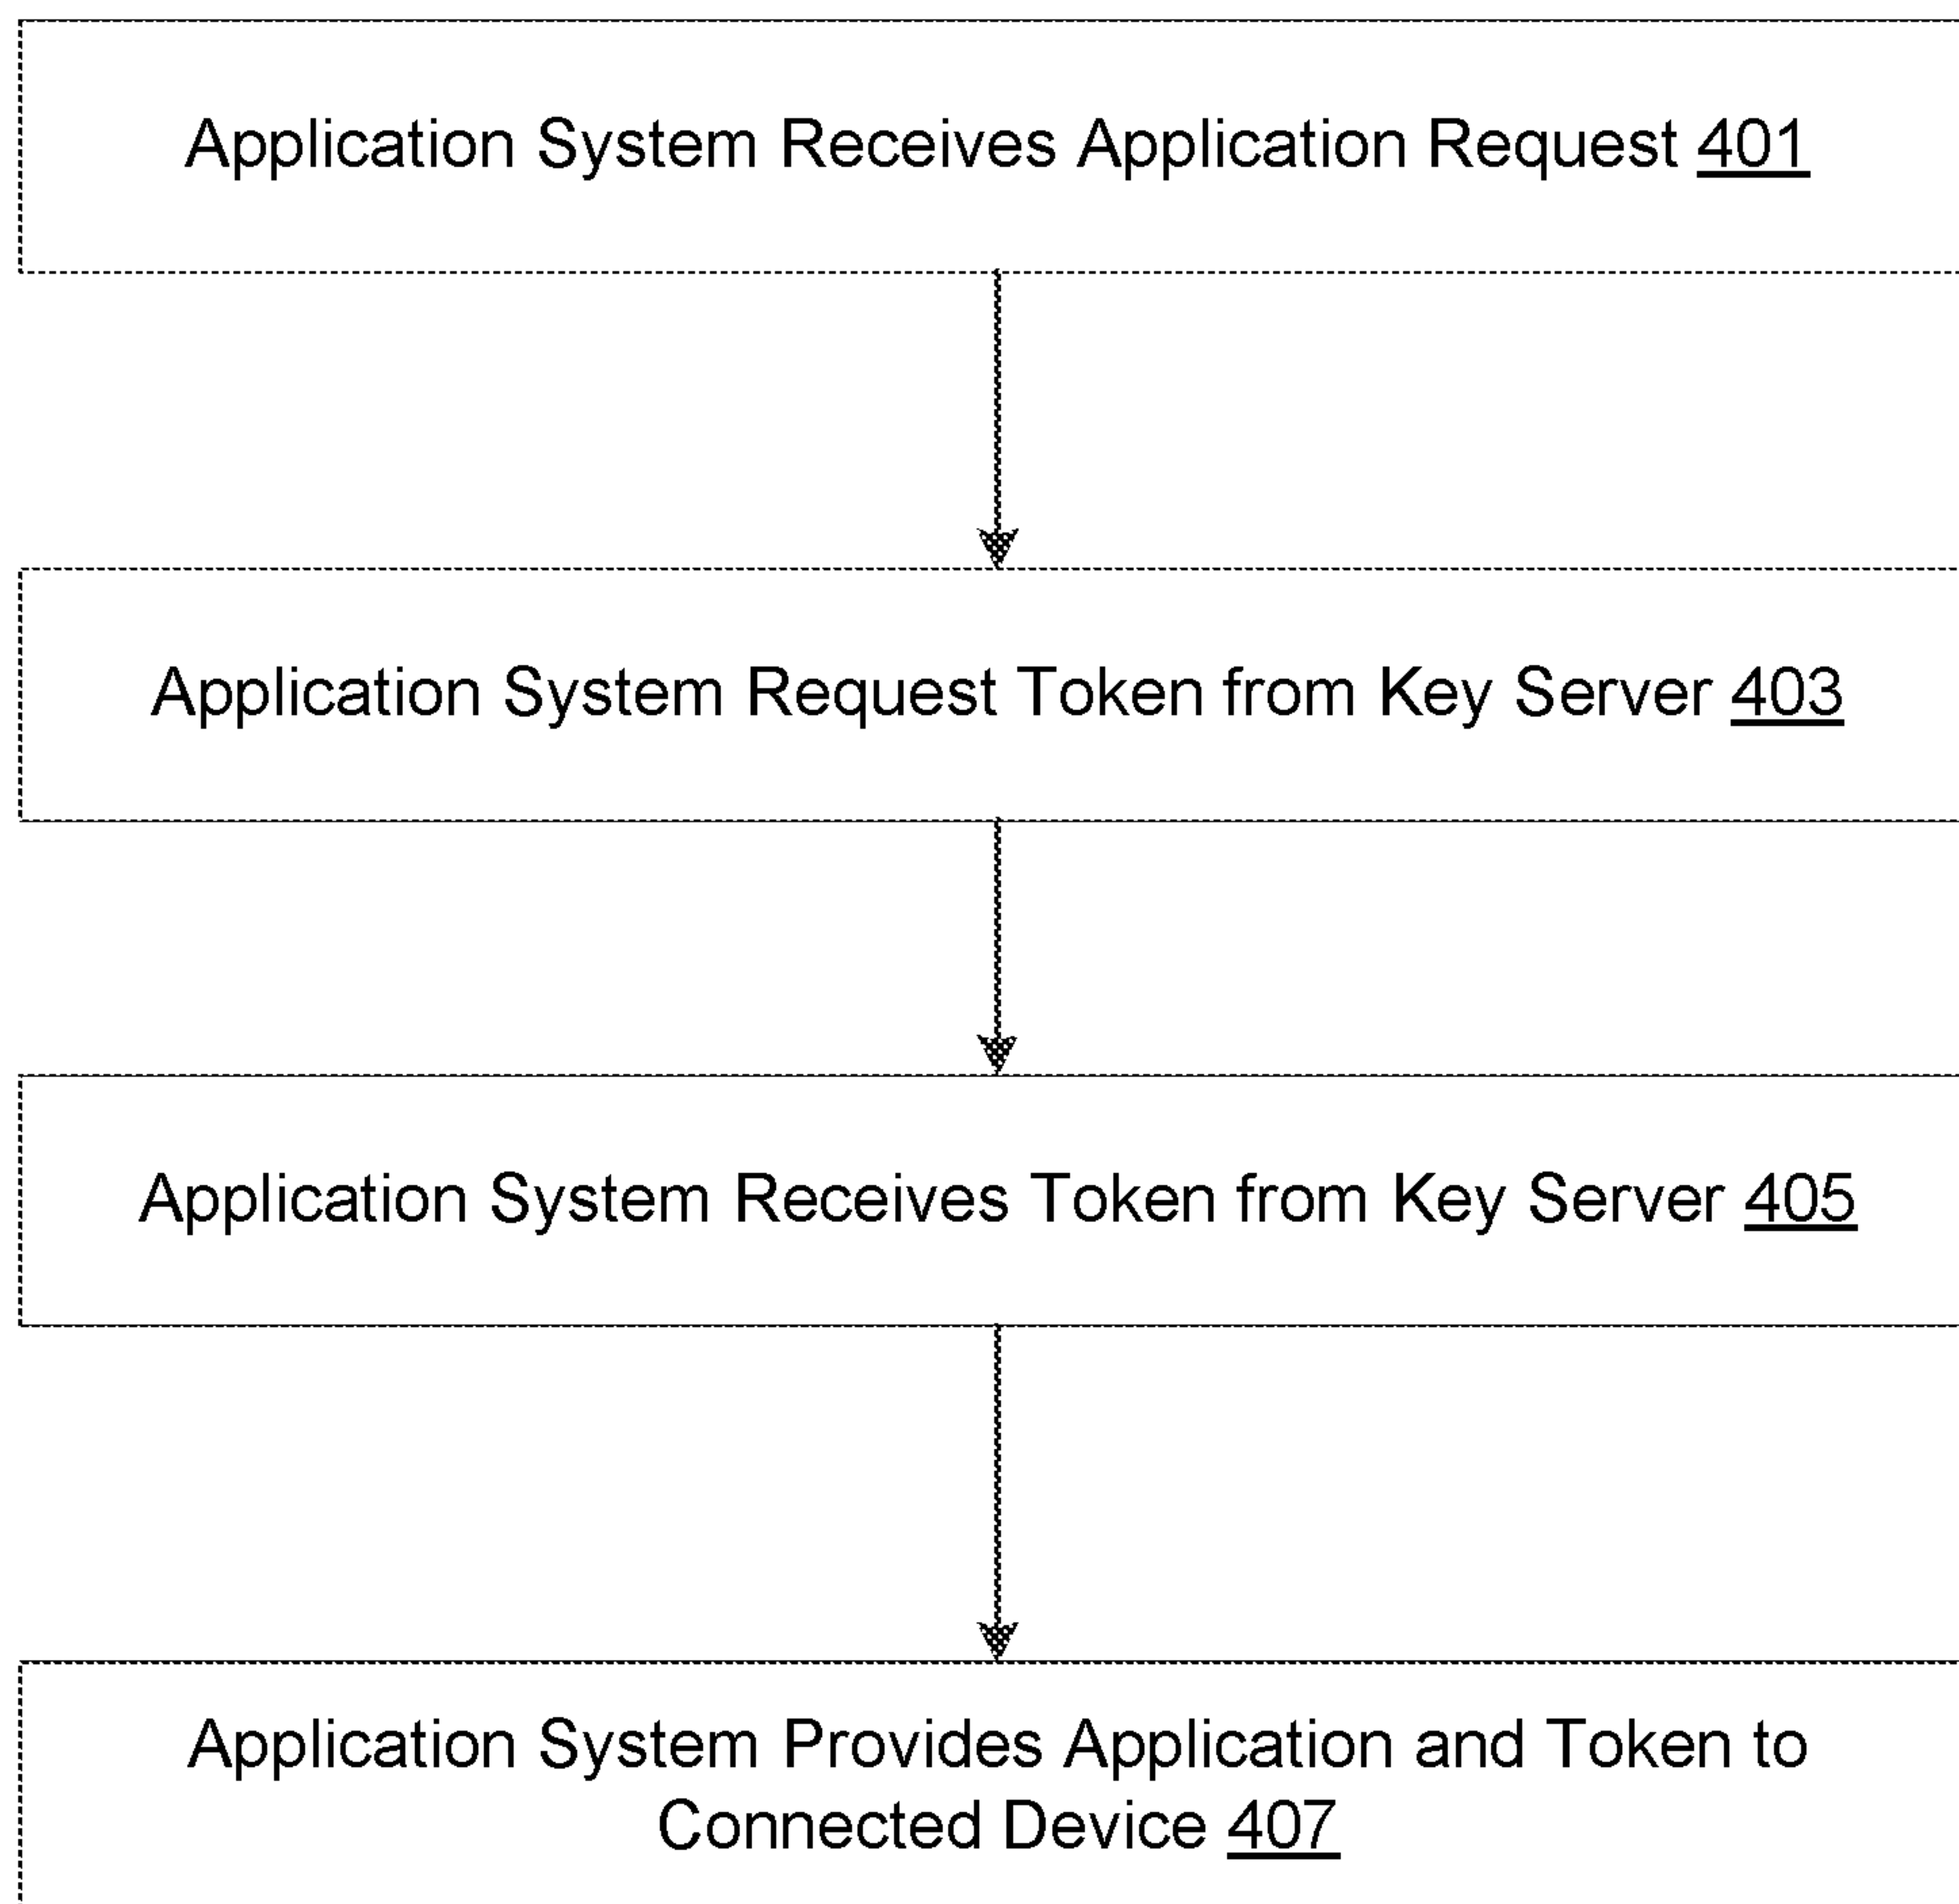 Application System Receives Application Request 401
Application System Request Token from Key Server 403
Application System Receives Token from Key Server 405
Application System Provides Application and Token to
Connected Device 407